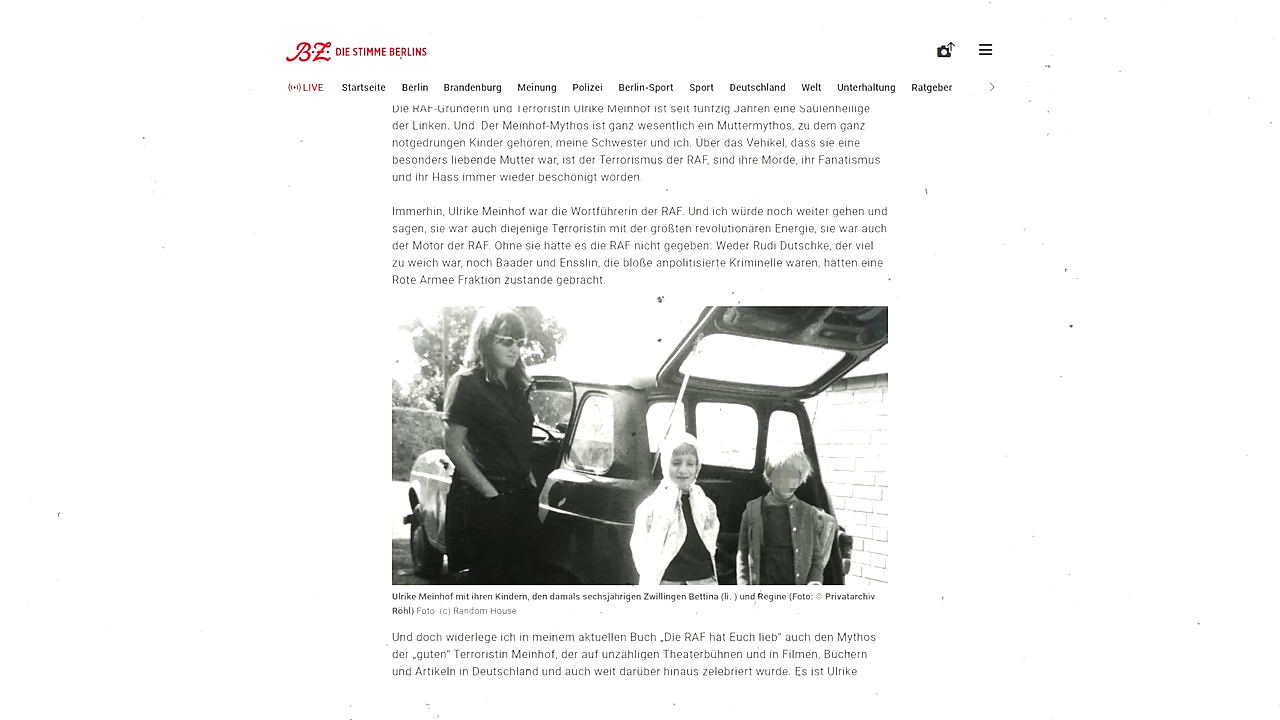 B.Z. DIE STIMME BERLINS
LIVE Startseite Berlin Brandenburg Meinung Polizei Berlin-Sport Sport Deutschland Welt Unterhaltung Ratgeber
Die RAF-Gründerin und Terroristin Ulrike Meinhof ist seit fünfzig Jahren eine Säulenheilige
der Linken. Und: Der Meinhof-Mythos ist ganz wesentlich ein Muttermythos, zu dem ganz
notgedrungen Kinder gehören, meine Schwester und ich. Über das Vehikel, dass sie eine
besonders liebende Mutter war, ist der Terrorismus der RAF, sind ihre Morde, ihr Fanatismus
und ihr Hass immer wieder beschönigt worden.
Immerhin, Ulrike Meinhof war die Wortführerin der RAF. Und ich würde noch weiter gehen und
sagen, sie war auch diejenige Terroristin mit der größten revolutionären Energie, sie war auch
der Motor der RAF. Ohne sie hätte es die RAF nicht gegeben. Weder Rudi Dutschke, der viel
zu weich war, noch Baader und Ensslin, die bloße anpolitisierte Kriminelle waren, hätten eine
Rote Armee Fraktion zustande gebracht.
Ulrike Meinhof mit ihren Kindern, den damals sechsjährigen Zwillingen Bettina (li. ) und Regine (Foto: © Privatarchiv
Röhl) Foto: (c) Random House
Und doch widerlege ich in meinem aktuellen Buch „Die RAF hat Euch lieb“ auch den Mythos
der „guten“ Terroristin Meinhof, der auf unzähligen Theaterbühnen und in Filmen, Büchern
und Artikeln in Deutschland und auch weit darüber hinaus zelebriert wurde. Es ist Ulrike